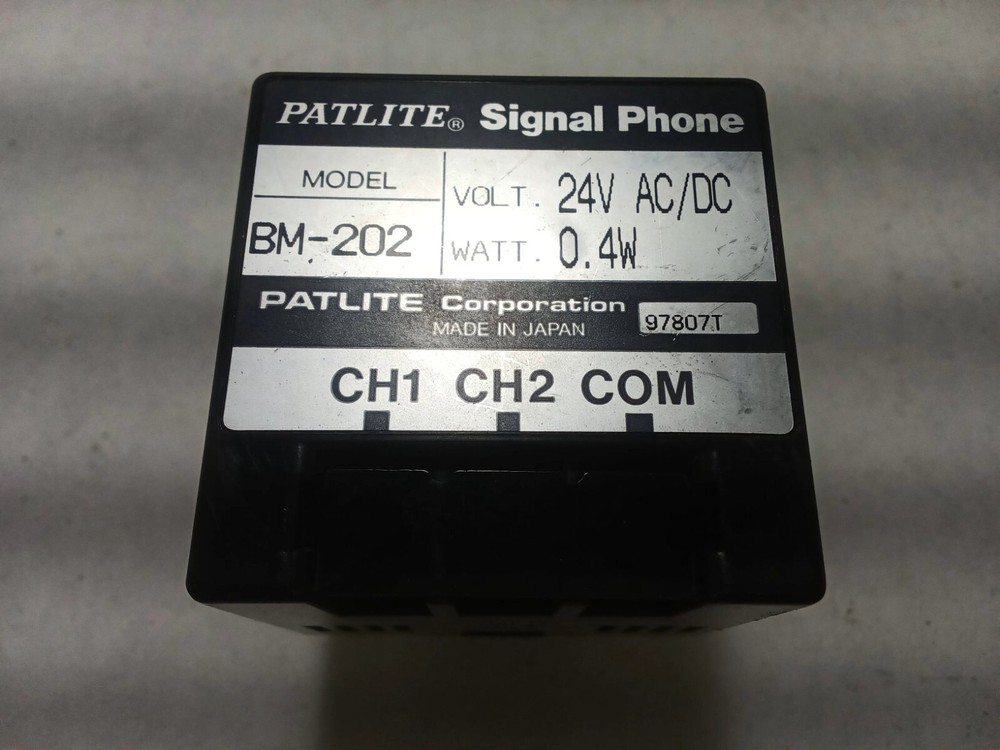 PATLITE® Signal Phone
MODEL
BM-202
VOLT. 24V AC/DC
WATT. 0.4W
PATLITE Corporation
MADE IN JAPAN
97807T
CH1 CH2 COM